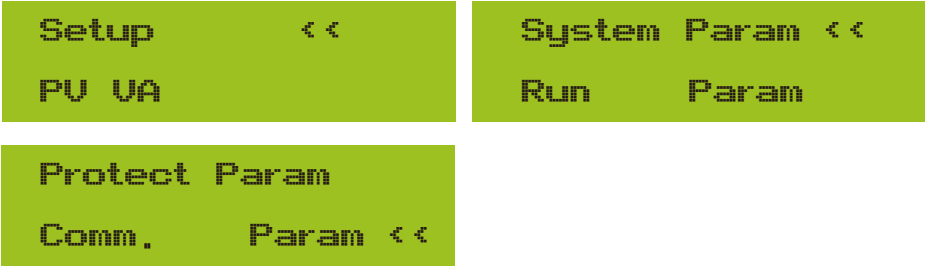 Setup <<
PV VA
System Param <<
Run Param
Protect Param
Comm. Param <<